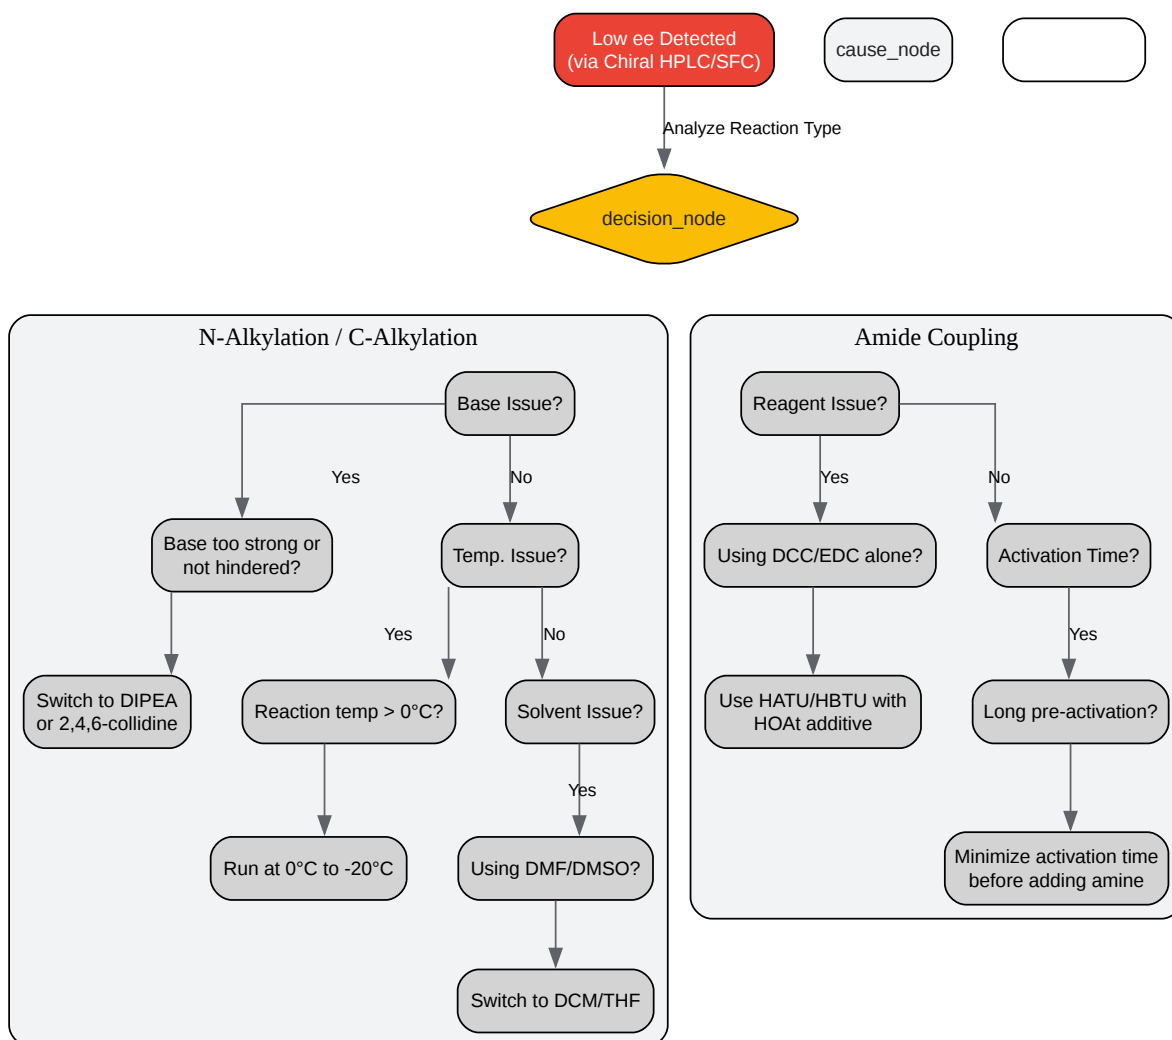 Low ee Detected
(via Chiral HPLC/SFC)
cause_node
Analyze Reaction Type
decision_node
N-Alkylation / C-Alkylation
Base Issue?
Yes
No
Base too strong or
not hindered?
Temp. Issue?
Yes
No
Switch to DIPEA
or 2,4,6-collidine
Reaction temp > 0°C?
Solvent Issue?
Yes
Run at 0°C to -20°C
Using DMF/DMSO?
Switch to DCM/THF
Amide Coupling
Reagent Issue?
Yes
No
Using DCC/EDC alone?
Activation Time?
Yes
Use HATU/HBTU with
HOAt additive
Long pre-activation?
Minimize activation time
before adding amine